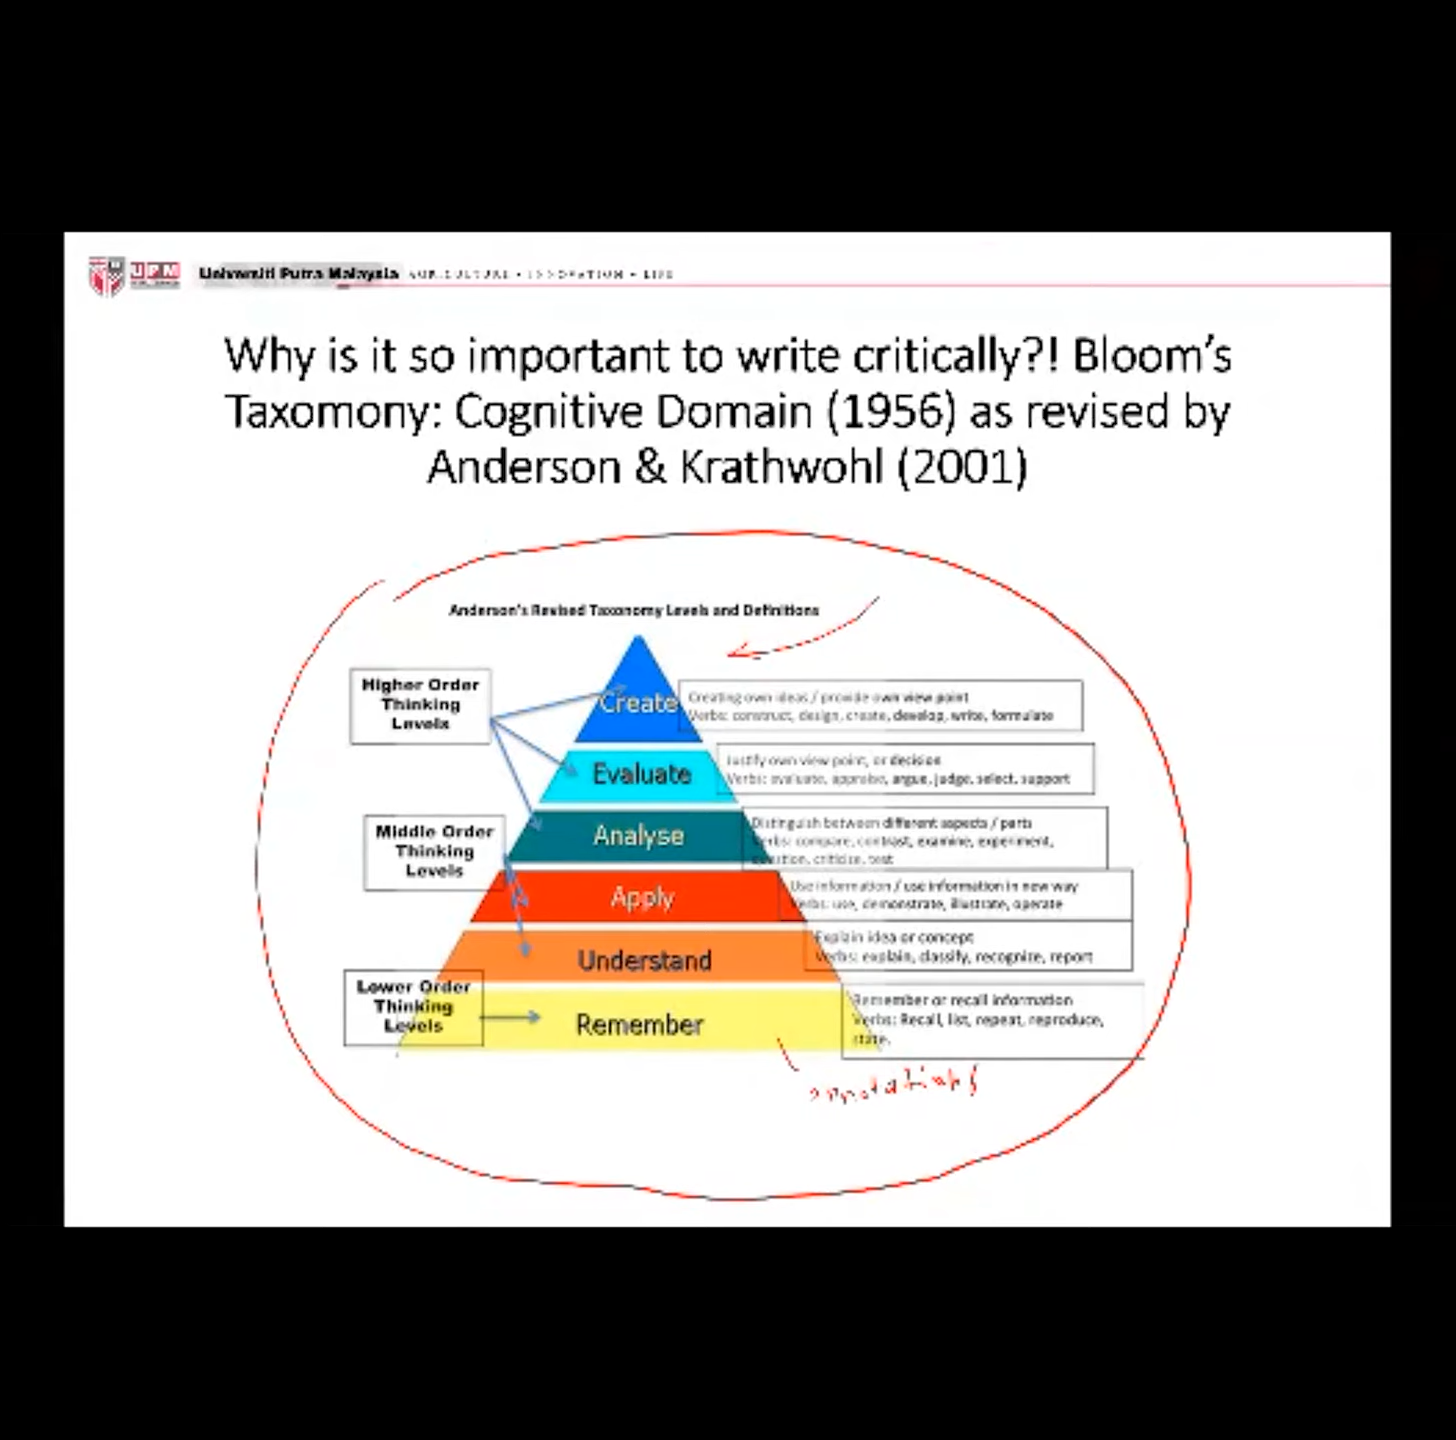 UPM
Universiti Putra Malaysia AGRICULTURE • INNOVATION • LIFE
Why is it so important to write critically?! Bloom's
Taxomony: Cognitive Domain (1956) as revised by
Anderson & Krathwohl (2001)
Anderson's Revised Taxonomy Levels and Definitions
Higher Order
Thinking
Levels
Create
Creating own ideas / provide own view point
Verbs: construct, design, create, develop, write, formulate
Evaluate
Justify own view point, or decision
Verbs: evaluate, appraise, argue, judge, select, support
Middle Order
Thinking
Levels
Analyse
Distinguish between different aspects / parts
Verbs: compare, contrast, examine, experiment,
question, criticise, test
Apply
Use information / use information in new way
Verbs: use, demonstrate, illustrate, operate
Understand
Explain idea or concept
Verbs: explain, classify, recognize, report
Lower Order
Thinking
Levels
Remember
Remember or recall information
Verbs: Recall, list, repeat, reproduce,
state.